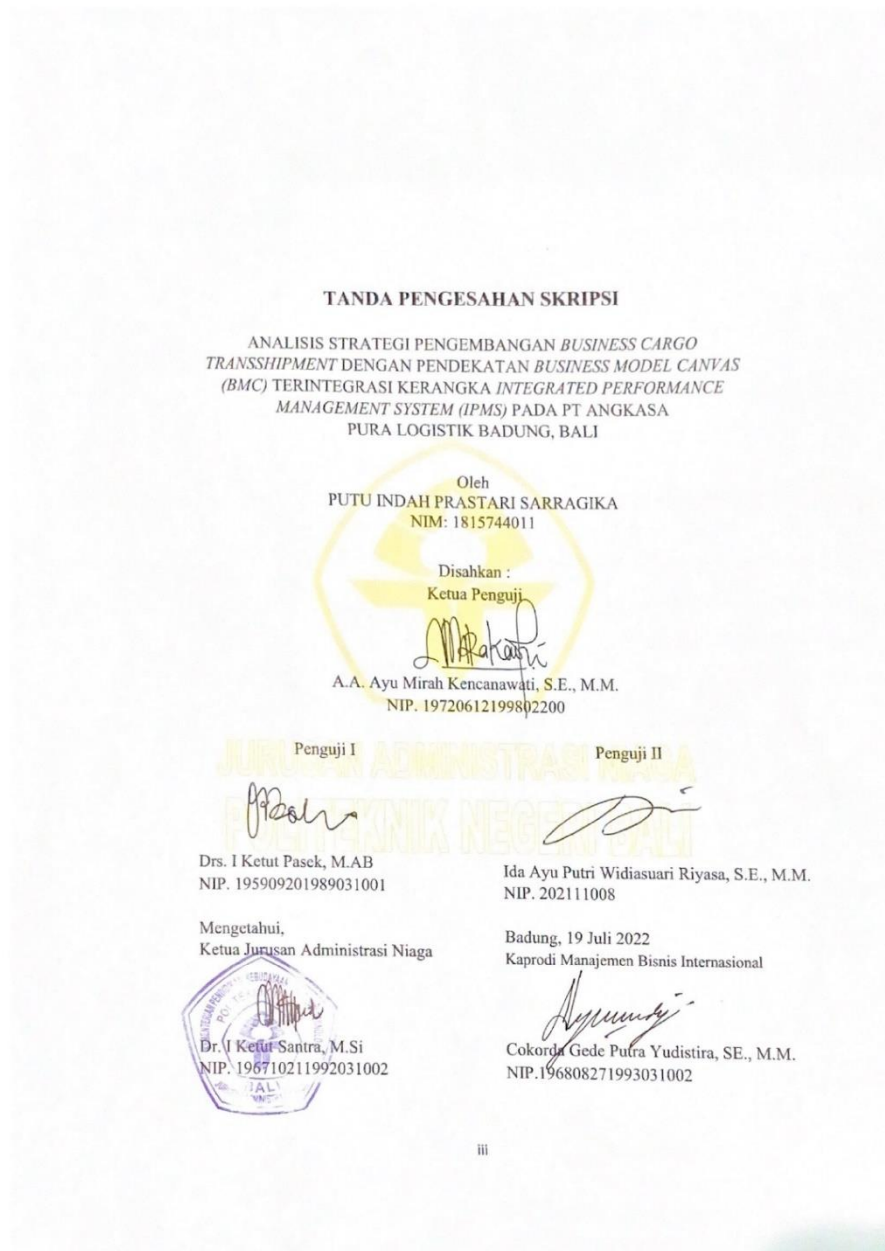 TANDA PENGESAHAN SKRIPSI
ANALISIS STRATEGI PENGEMBANGAN BUSINESS CARGO
TRANSSHIPMENT DENGAN PENDEKATAN BUSINESS MODEL CANVAS
(BMC) TERINTEGRASI KERANGKA INTEGRATED PERFORMANCE
MANAGEMENT SYSTEM (IPMS) PADA PT ANGKASA
PURA LOGISTIK BADUNG, BALI
Oleh
PUTU INDAH PRASTARI SARRAGIKA
NIM: 1815744011
Disahkan :
Ketua Penguji
A.A. Ayu Mirah Kencanawati, S.E., M.M.
NIP. 19720612199802200
JURUSAN ADMINISTRASI NIAGA
POLITEKNIK NEGERI BALI
Penguji I
Drs. I Ketut Pasek, M.AB
NIP. 195909201989031001
Penguji II
Ida Ayu Putri Widiasuari Riyasa, S.E., M.M.
NIP. 202111008
Mengetahui,
Ketua Jurusan Administrasi Niaga
Dr. I Ketut Santra, M.Si
NIP. 196710211992031002
BALI
Badung, 19 Juli 2022
Kaprodi Manajemen Bisnis Internasional
Cokorda Gede Putra Yudistira, SE., M.M.
NIP.196808271993031002
iii